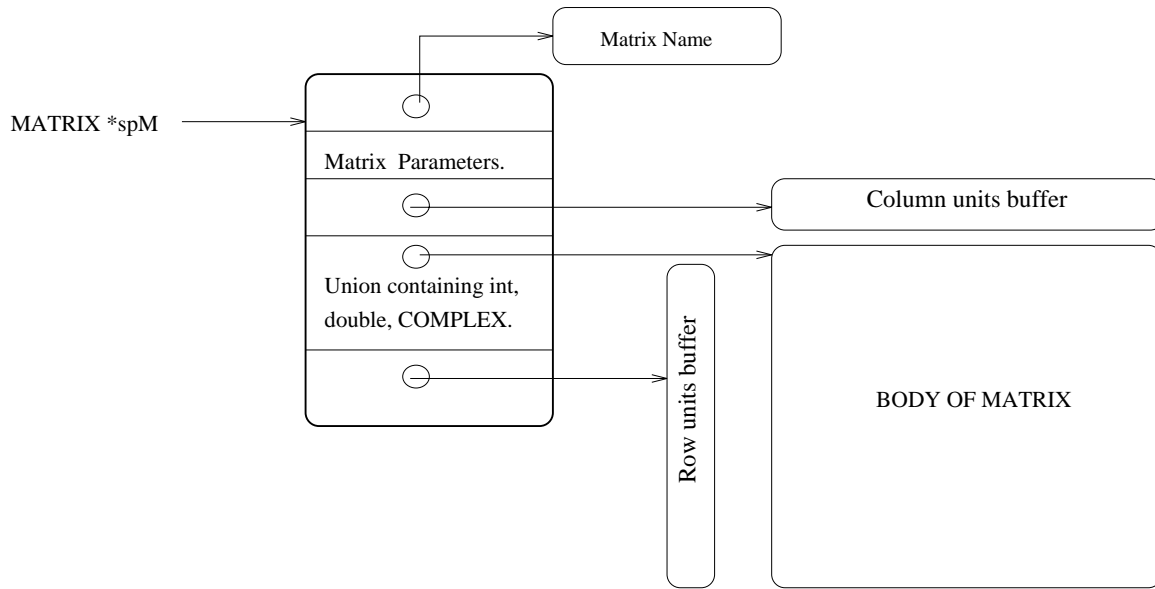 Matrix Name
MATRIX *spM
Matrix Parameters.
Column units buffer
Union containing int,
double, COMPLEX.
Row units buffer
BODY OF MATRIX